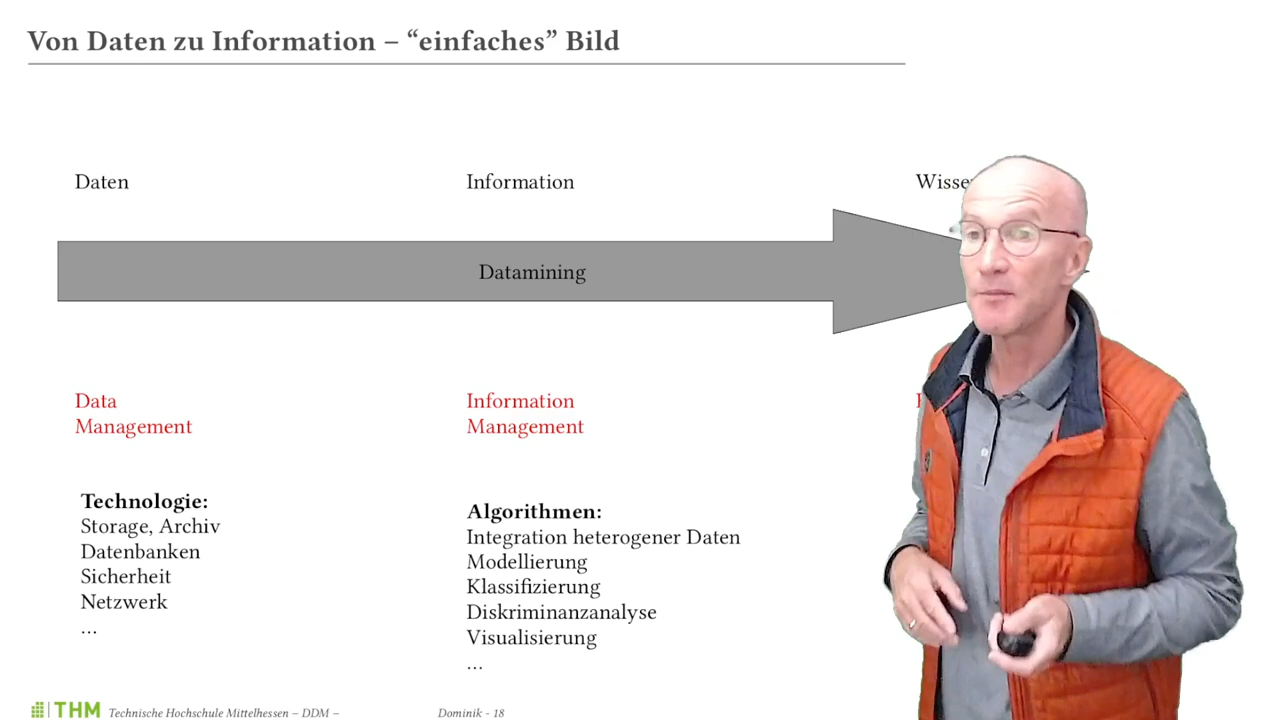 Von Daten zu Information – “einfaches” Bild
Daten
Information
Datamining
Data
Management
Information
Management
Technologie:
Storage, Archiv
Datenbanken
Sicherheit
Netzwerk
...
Algorithmen:
Integration heterogener Daten
Modellierung
Klassifizierung
Diskriminanzanalyse
Visualisierung
...
THM Technische Hochschule Mittelhessen – DDM –
Dominik - 18